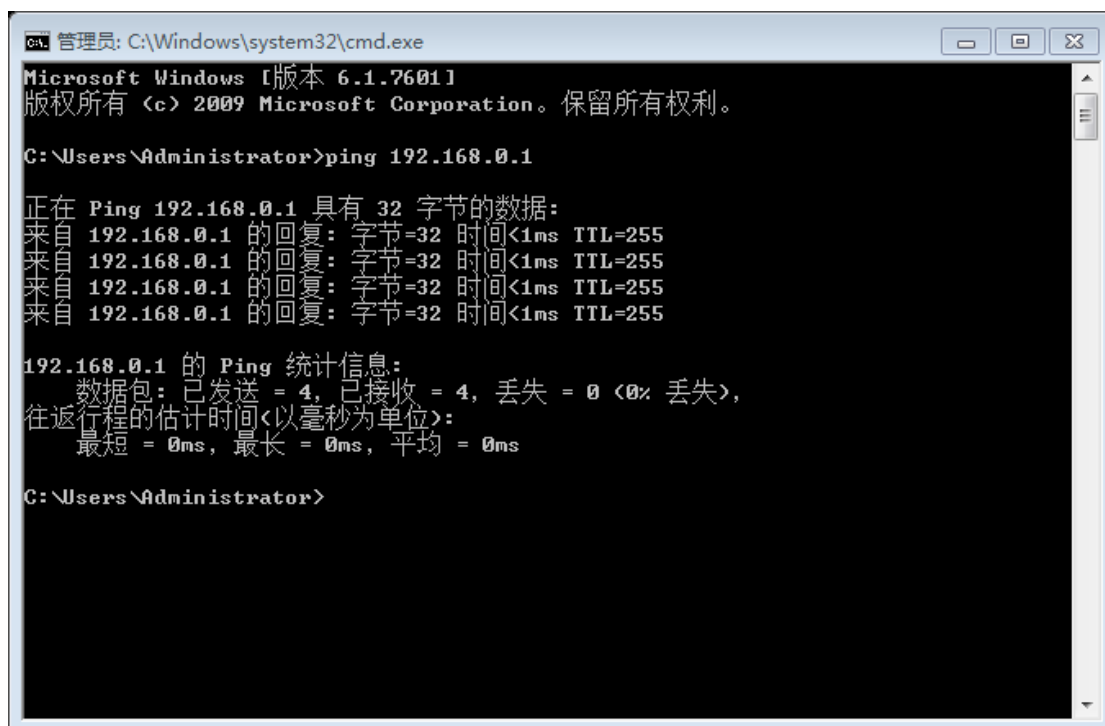 管理员: C:\Windows\system32\cmd.exe
Microsoft Windows [版本 6.1.7601]
版权所有 (c) 2009 Microsoft Corporation。保留所有权利。
C:\Users\Administrator>ping 192.168.0.1
正在 Ping 192.168.0.1 具有 32 字节的数据:
来自 192.168.0.1 的回复: 字节=32 时间<1ms TTL=255
来自 192.168.0.1 的回复: 字节=32 时间<1ms TTL=255
来自 192.168.0.1 的回复: 字节=32 时间<1ms TTL=255
来自 192.168.0.1 的回复: 字节=32 时间<1ms TTL=255
192.168.0.1 的 Ping 统计信息:
数据包: 已发送 = 4, 已接收 = 4, 丢失 = 0 (0% 丢失),
往返行程的估计时间(以毫秒为单位):
最短 = 0ms, 最长 = 0ms, 平均 = 0ms
C:\Users\Administrator>